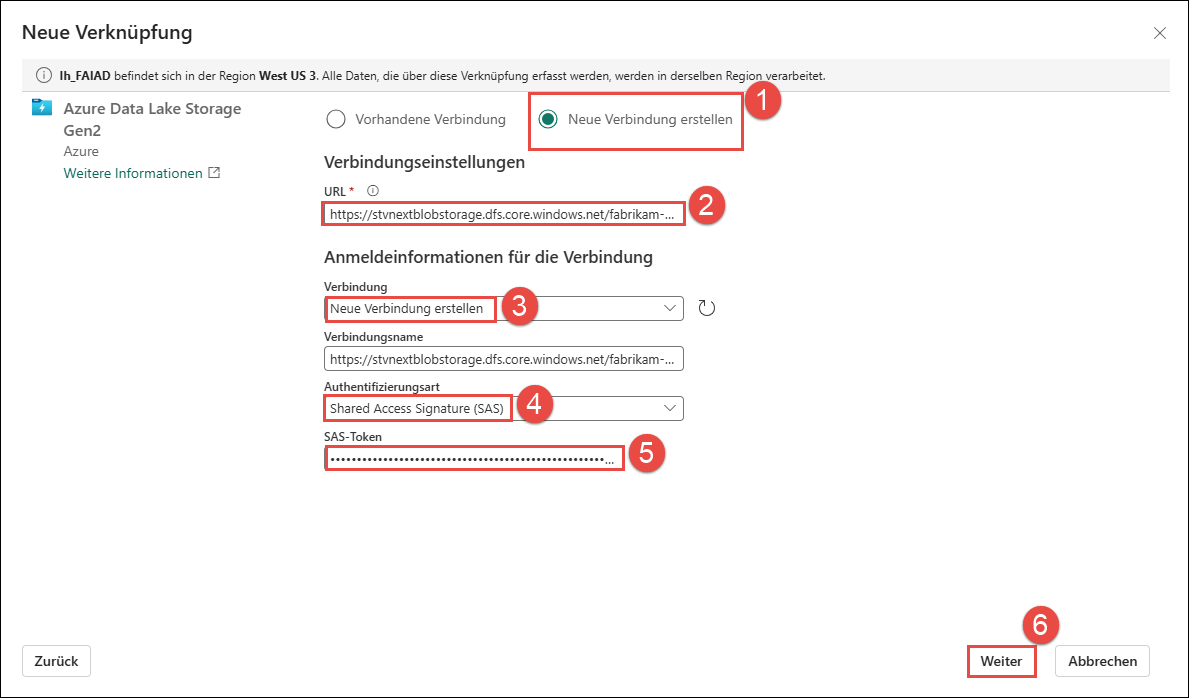 Neue Verknüpfung
lh_FAIAD befindet sich in der Region West US 3. Alle Daten, die über diese Verknüpfung erfasst werden, werden in derselben Region verarbeitet.
Azure Data Lake Storage
Gen2
Azure
Weitere Informationen
Vorhandene Verbindung
Neue Verbindung erstellen
1
Verbindungseinstellungen
URL *
https://stvnextblobstorage.dfs.core.windows.net/fabrikam-...
2
Anmeldeinformationen für die Verbindung
Verbindung
Neue Verbindung erstellen
3
Verbindungsname
https://stvnextblobstorage.dfs.core.windows.net/fabrikam-...
Authentifizierungsart
Shared Access Signature (SAS)
4
SAS-Token
5
6
Zurück
Weiter
Abbrechen